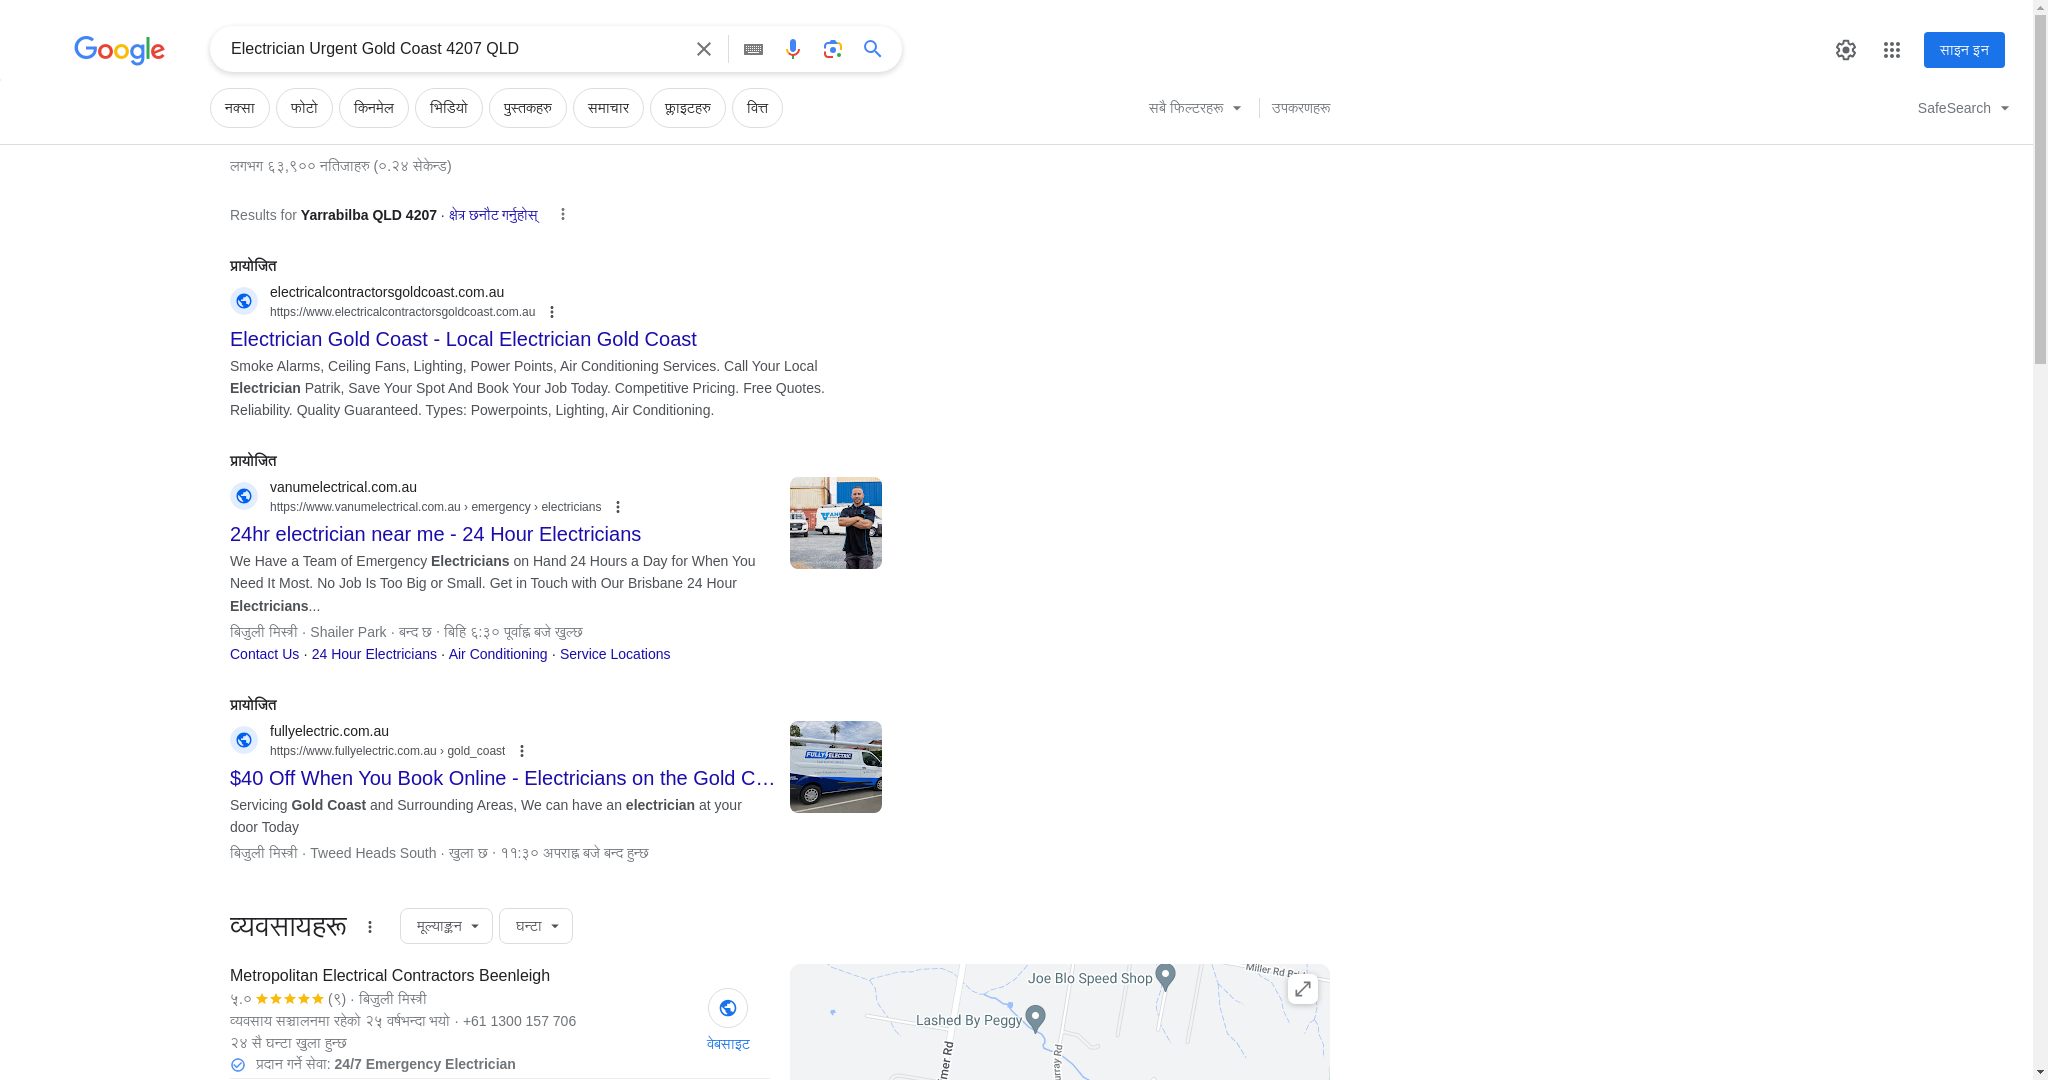 Google
Electrician Urgent Gold Coast 4207 QLD
साइन इन
नक्सा
फोटो
किनमेल
भिडियो
पुस्तकहरु
समाचार
फ्लाइटहरु
वित्त
सबै फिल्टरहरू
उपकरणहरू
SafeSearch
लगभग ६३,९०० नतिजाहरु (०.२४ सेकेन्ड)
Results for Yarrabilba QLD 4207 · क्षेत्र छनौट गर्नुहोस्
प्रायोजित
electricalcontractorsgoldcoast.com.au
https://www.electricalcontractorsgoldcoast.com.au
Electrician Gold Coast - Local Electrician Gold Coast
Smoke Alarms, Ceiling Fans, Lighting, Power Points, Air Conditioning Services. Call Your Local
Electrician Patrik, Save Your Spot And Book Your Job Today. Competitive Pricing. Free Quotes.
Reliability. Quality Guaranteed. Types: Powerpoints, Lighting, Air Conditioning.
प्रायोजित
vanumelectrical.com.au
https://www.vanumelectrical.com.au › emergency › electricians
24hr electrician near me - 24 Hour Electricians
We Have a Team of Emergency Electricians on Hand 24 Hours a Day for When You
Need It Most. No Job Is Too Big or Small. Get in Touch with Our Brisbane 24 Hour
Electricians...
बिजुली मिस्त्री · Shailer Park · बन्द छ · बिहि ६:३० पूर्वाह्न बजे खुल्छ
Contact Us · 24 Hour Electricians · Air Conditioning · Service Locations
प्रायोजित
fullyelectric.com.au
https://www.fullyelectric.com.au › gold_coast
$40 Off When You Book Online - Electricians on the Gold C…
Servicing Gold Coast and Surrounding Areas, We can have an electrician at your
door Today
बिजुली मिस्त्री · Tweed Heads South · खुला छ · ११:३० अपराह्न बजे बन्द हुन्छ
FULLY ELECTRIC
व्यवसायहरू
मूल्याङ्कन
घन्टा
Metropolitan Electrical Contractors Beenleigh
५.० (९) · बिजुली मिस्त्री
व्यवसाय सञ्चालनमा रहेको २५ वर्षभन्दा भयो · +61 1300 157 706
२४ सै घन्टा खुला हुन्छ
प्रदान गर्ने सेवा: 24/7 Emergency Electrician
वेबसाइट
Joe Blo Speed Shop
Miller Rd
Lashed By Peggy